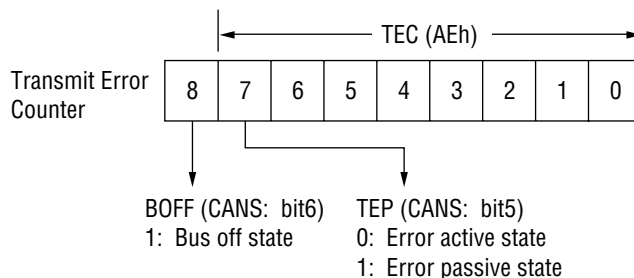 TEC (AEh)
Transmit Error
Counter
8 7 6 5 4 3 2 1 0
BOFF (CANS: bit6)
1: Bus off state
TEP (CANS: bit5)
0: Error active state
1: Error passive state